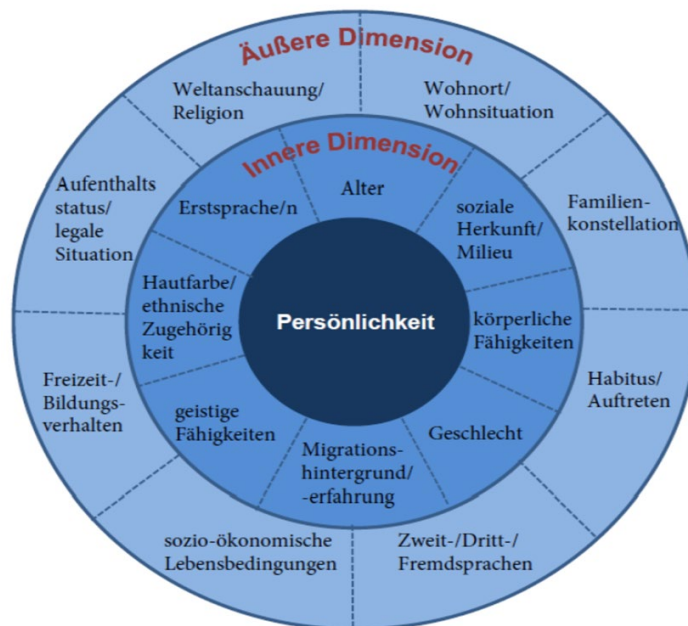 Äußere Dimension
Weltanschauung/
Religion
Wohnort/
Wohnsituation
Innere Dimension
Aufenthalts
status/
legale
Situation
Erstsprache/n
Alter
soziale
Herkunft/
Milieu
Familien-
konstellation
Hautfarbe/
ethnische
Zugehörig
keit
Persönlichkeit
körperliche
Fähigkeiten
Freizeit-/
Bildungs-
verhalten
geistige
Fähigkeiten
Migrations-
hintergrund/
-erfahrung
Geschlecht
Habitus/
Auftreten
sozio-ökonomische
Lebensbedingungen
Zweit-/Dritt-/
Fremdsprachen